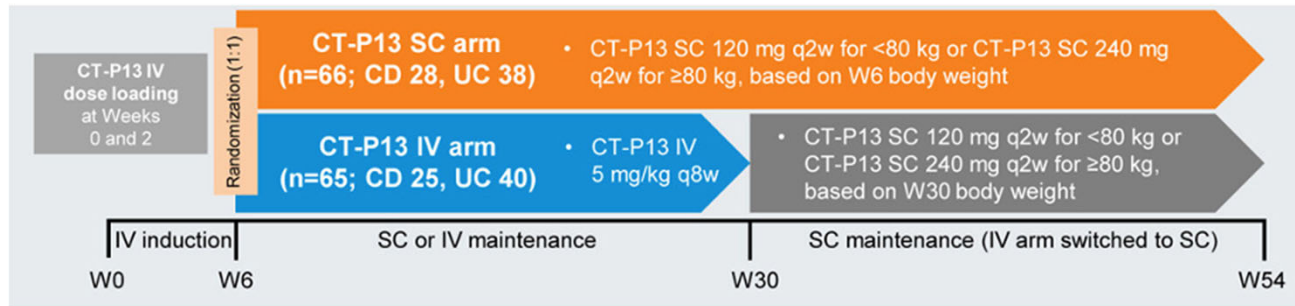 CT-P13 IV
dose loading
at Weeks
0 and 2
Randomization (1:1)
CT-P13 SC arm
(n=66; CD 28, UC 38)
• CT-P13 SC 120 mg q2w for <80 kg or CT-P13 SC 240 mg
q2w for ≥80 kg, based on W6 body weight
CT-P13 IV arm
(n=65; CD 25, UC 40)
• CT-P13 IV
5 mg/kg q8w
• CT-P13 SC 120 mg q2w for <80 kg or
CT-P13 SC 240 mg q2w for ≥80 kg,
based on W30 body weight
IV induction
SC or IV maintenance
SC maintenance (IV arm switched to SC)
W0
W6
W30
W54